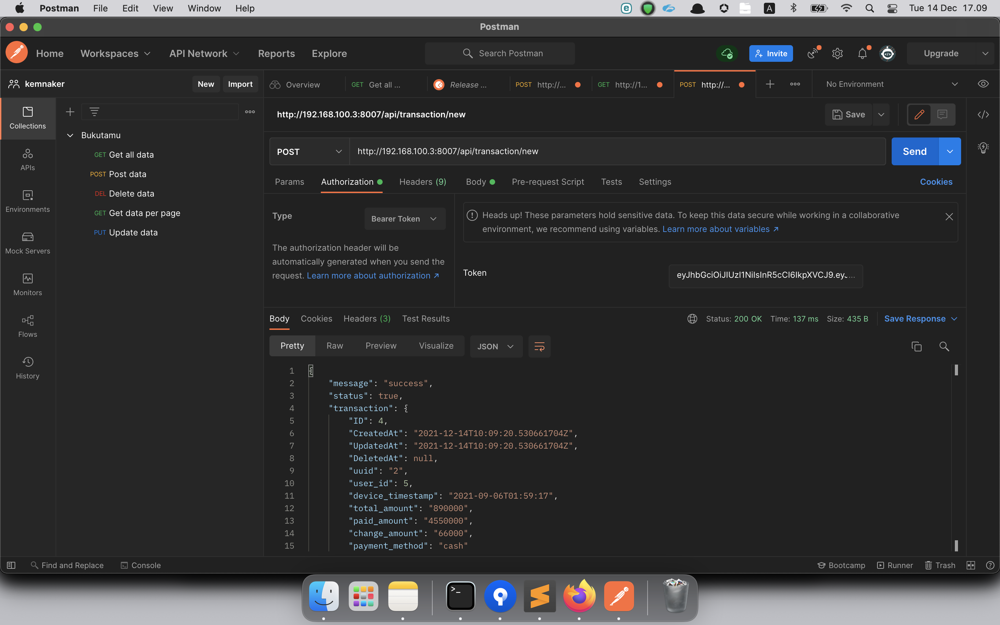 Postman File Edit View Window Help
A Tue 14 Dec 17.09
Postman
Home Workspaces API Network Reports Explore
Search Postman
Invite Upgrade
kemnaker New Import
Overview GET Get all ... Release ... POST http://... GET http://1... POST http://... No Environment
Collections
APIs
Environments
Mock Servers
Monitors
Flows
History
Bukutamu
GET Get all data
POST Post data
DEL Delete data
GET Get data per page
PUT Update data
http://192.168.100.3:8007/api/transaction/new
Save
POST http://192.168.100.3:8007/api/transaction/new
Send
Params Authorization Headers (9) Body Pre-request Script Tests Settings Cookies
Type Bearer Token
The authorization header will be
automatically generated when you send the
request. Learn more about authorization ↗
Heads up! These parameters hold sensitive data. To keep this data secure while working in a collaborative
environment, we recommend using variables. Learn more about variables ↗
Token
Body Cookies Headers (3) Test Results
Status: 200 OK Time: 137 ms Size: 435 B Save Response
Pretty Raw Preview Visualize JSON
1 {
2 "message": "success",
3 "status": true,
4 "transaction": {
5 "ID": 4,
6 "CreatedAt": "2021-12-14T10:09:20.530661704Z",
7 "UpdatedAt": "2021-12-14T10:09:20.530661704Z",
8 "DeletedAt": null,
9 "uuid": "2",
10 "user_id": 5,
11 "device_timestamp": "2021-09-06T01:59:17",
12 "total_amount": "890000",
13 "paid_amount": "4550000",
14 "change_amount": "66000",
15 "payment_method": "cash"
Find and Replace Console
Bootcamp Runner Trash